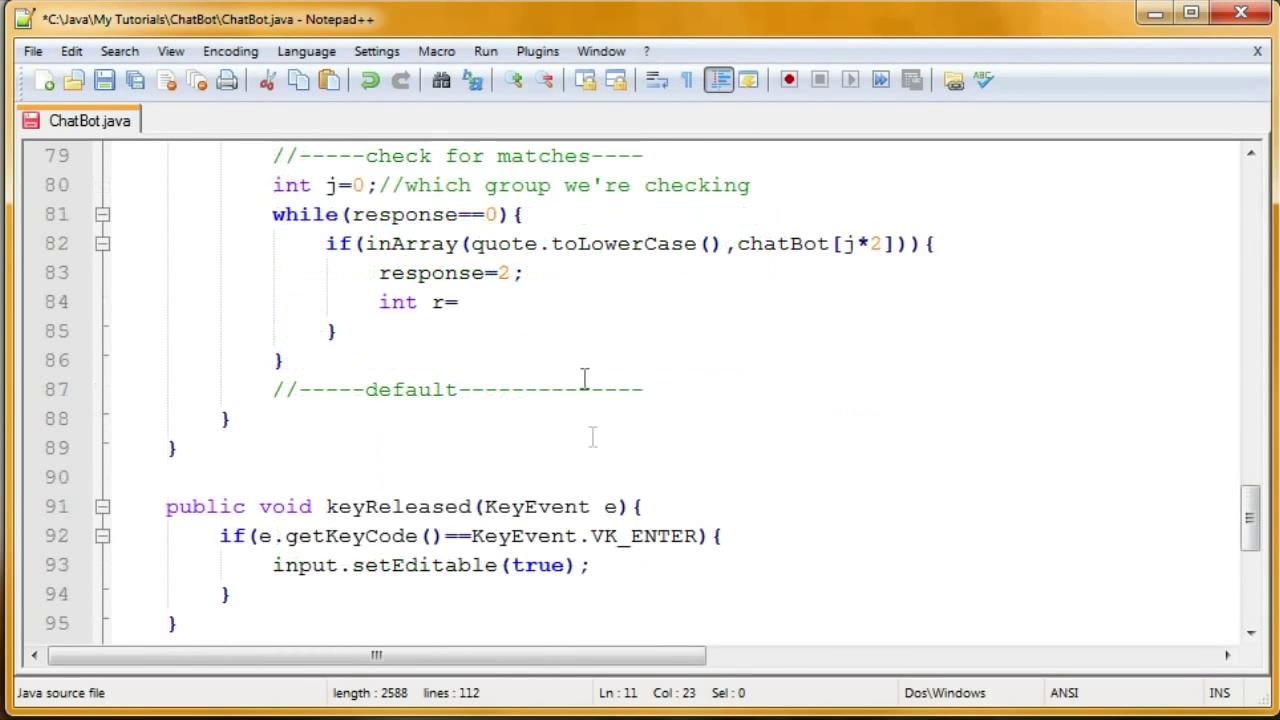 *C:\Java\My Tutorials\ChatBot\ChatBot.java - Notepad++
File Edit Search View Encoding Language Settings Macro Run Plugins Window ? X
ABC
ChatBot.java
79 //-----check for matches----
80 int j=0;//which group we're checking
81 while(response==0){
82 if(inArray(quote.toLowerCase(),chatBot[j*2])){
83 response=2;
84 int r=
85 }
86 }
87 //-----default--------------
88 }
89 }
90
91 public void keyReleased(KeyEvent e){
92 if(e.getKeyCode()==KeyEvent.VK_ENTER){
93 input.setEditable(true);
94 }
95 }
Java source file length : 2588 lines : 112 Ln : 11 Col : 23 Sel : 0 Dos\Windows ANSI INS